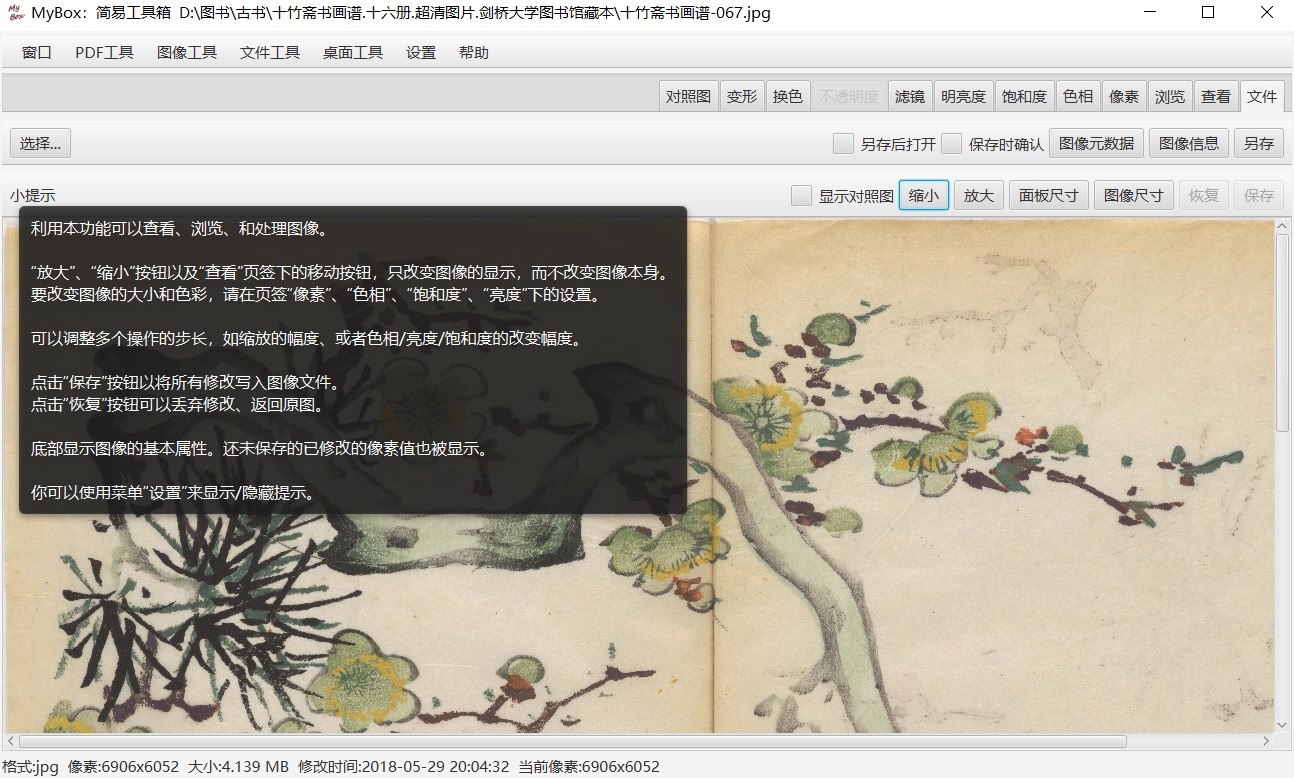 My Box MyBox：简易工具箱 D:\图书\古书\十竹斋书画谱.十六册.超清图片.剑桥大学图书馆藏本\十竹斋书画谱-067.jpg
窗口 PDF工具 图像工具 文件工具 桌面工具 设置 帮助
对照图 变形 换色 不透明度 滤镜 明亮度 饱和度 色相 像素 浏览 查看 文件
选择... 另存后打开 保存时确认 图像元数据 图像信息 另存
小提示 显示对照图 缩小 放大 面板尺寸 图像尺寸 恢复 保存
利用本功能可以查看、浏览、和处理图像。
“放大”、“缩小”按钮以及“查看”页签下的移动按钮，只改变图像的显示，而不改变图像本身。
要改变图像的大小和色彩，请在页签“像素”、“色相”、“饱和度”、“亮度”下的设置。
可以调整多个操作的步长，如缩放的幅度、或者色相/亮度/饱和度的改变幅度。
点击“保存”按钮以将所有修改写入图像文件。
点击“恢复”按钮可以丢弃修改、返回原图。
底部显示图像的基本属性。还未保存的已修改的像素值也被显示。
你可以使用菜单“设置”来显示/隐藏提示。
格式:jpg 像素:6906x6052 大小:4.139 MB 修改时间:2018-05-29 20:04:32 当前像素:6906x6052